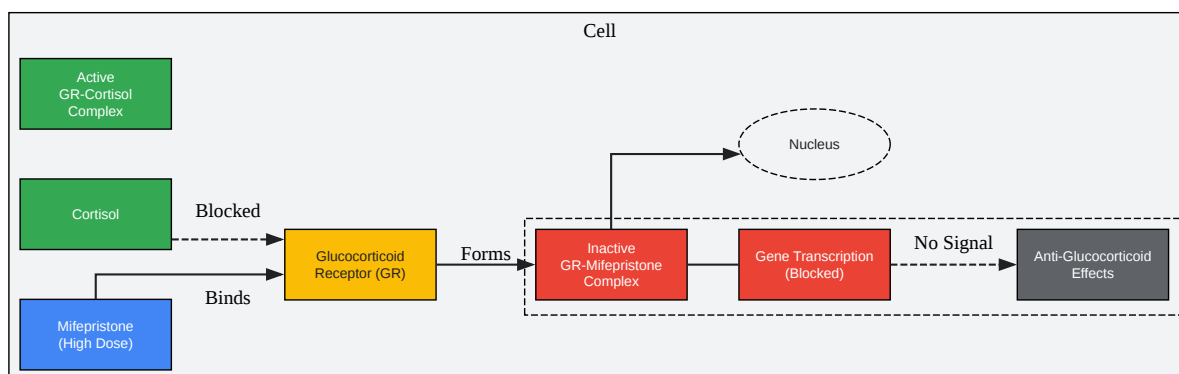 Cell
Active
GR-Cortisol
Complex
Nucleus
Cortisol
Blocked
Glucocorticoid
Receptor (GR)
Forms
Inactive
GR-Mifepristone
Complex
Gene Transcription
(Blocked)
No Signal
Anti-Glucocorticoid
Effects
Binds
Mifepristone
(High Dose)